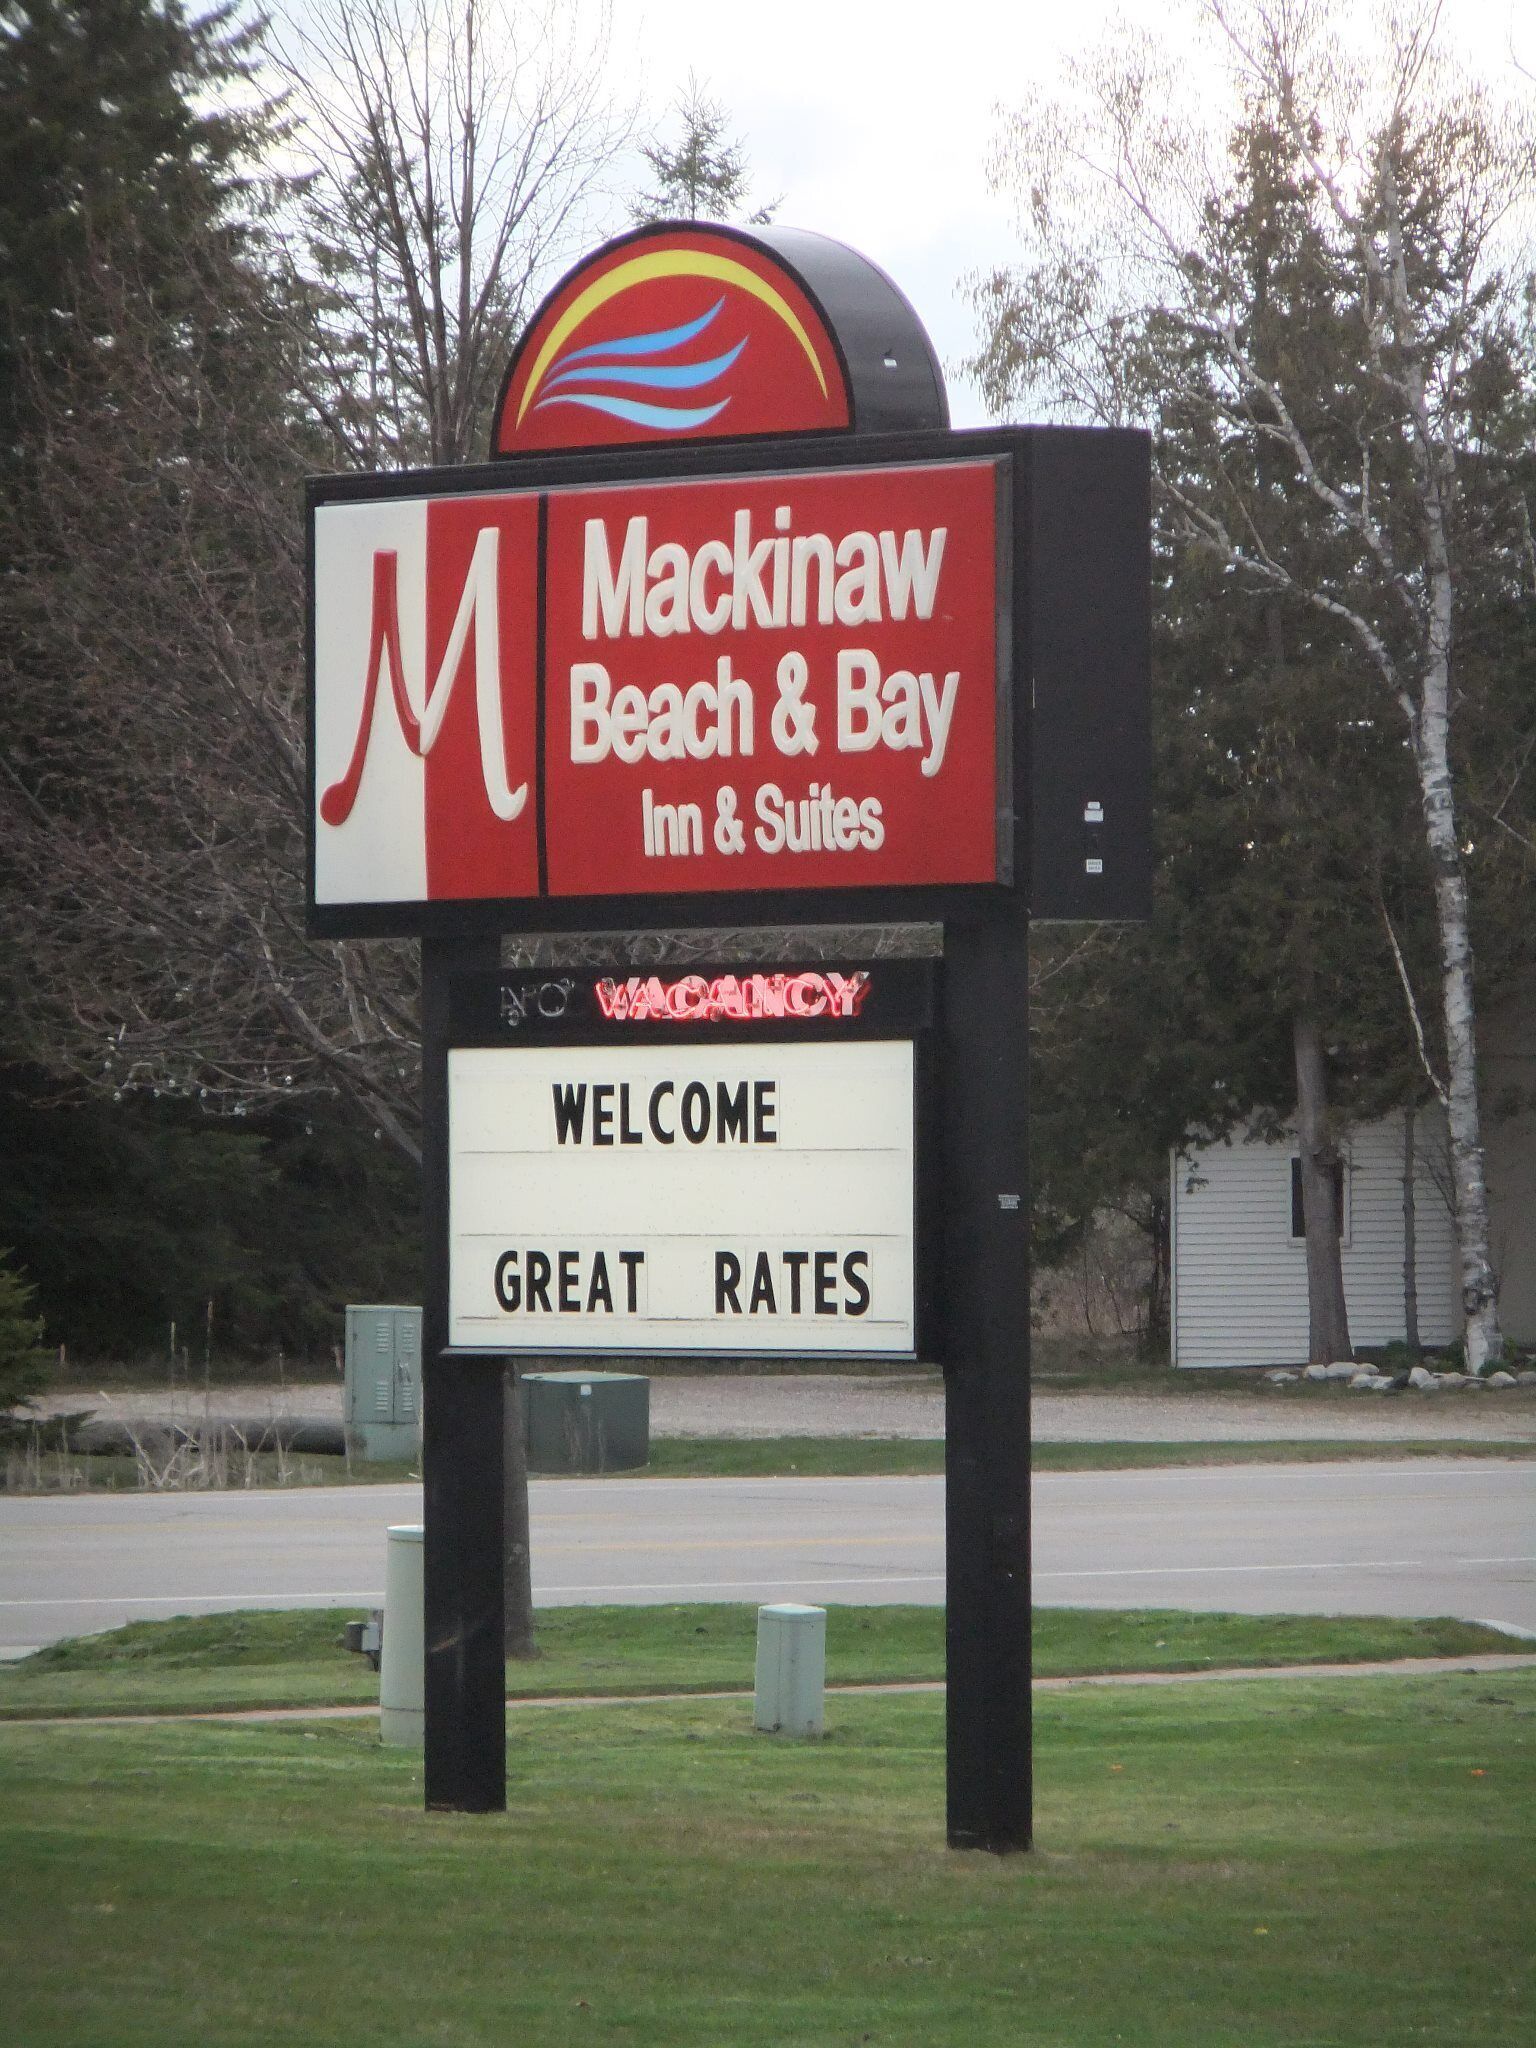 M
Mackinaw
Beach & Bay
Inn & Suites
NO VACANCY
WELCOME
GREAT RATES